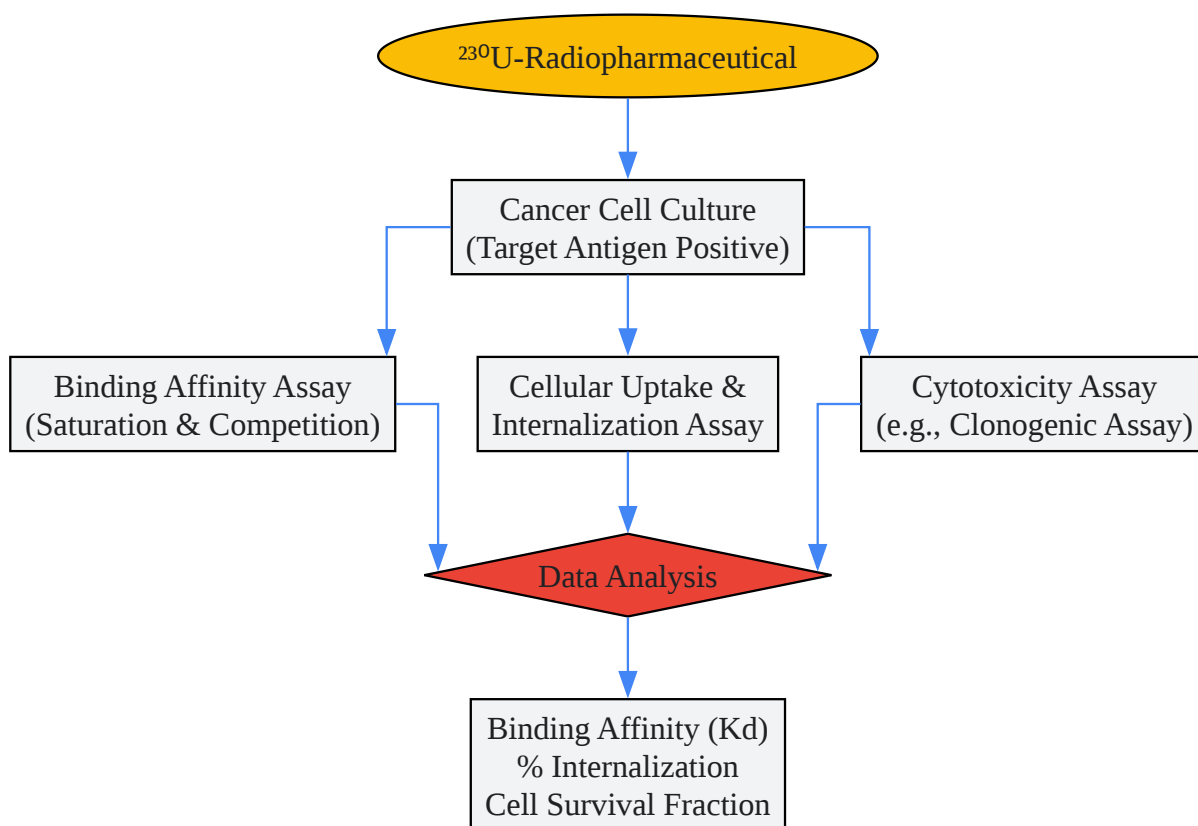 ²³⁰U-Radiopharmaceutical
Cancer Cell Culture
(Target Antigen Positive)
Binding Affinity Assay
(Saturation & Competition)
Cellular Uptake &
Internalization Assay
Cytotoxicity Assay
(e.g., Clonogenic Assay)
Data Analysis
Binding Affinity (Kd)
% Internalization
Cell Survival Fraction